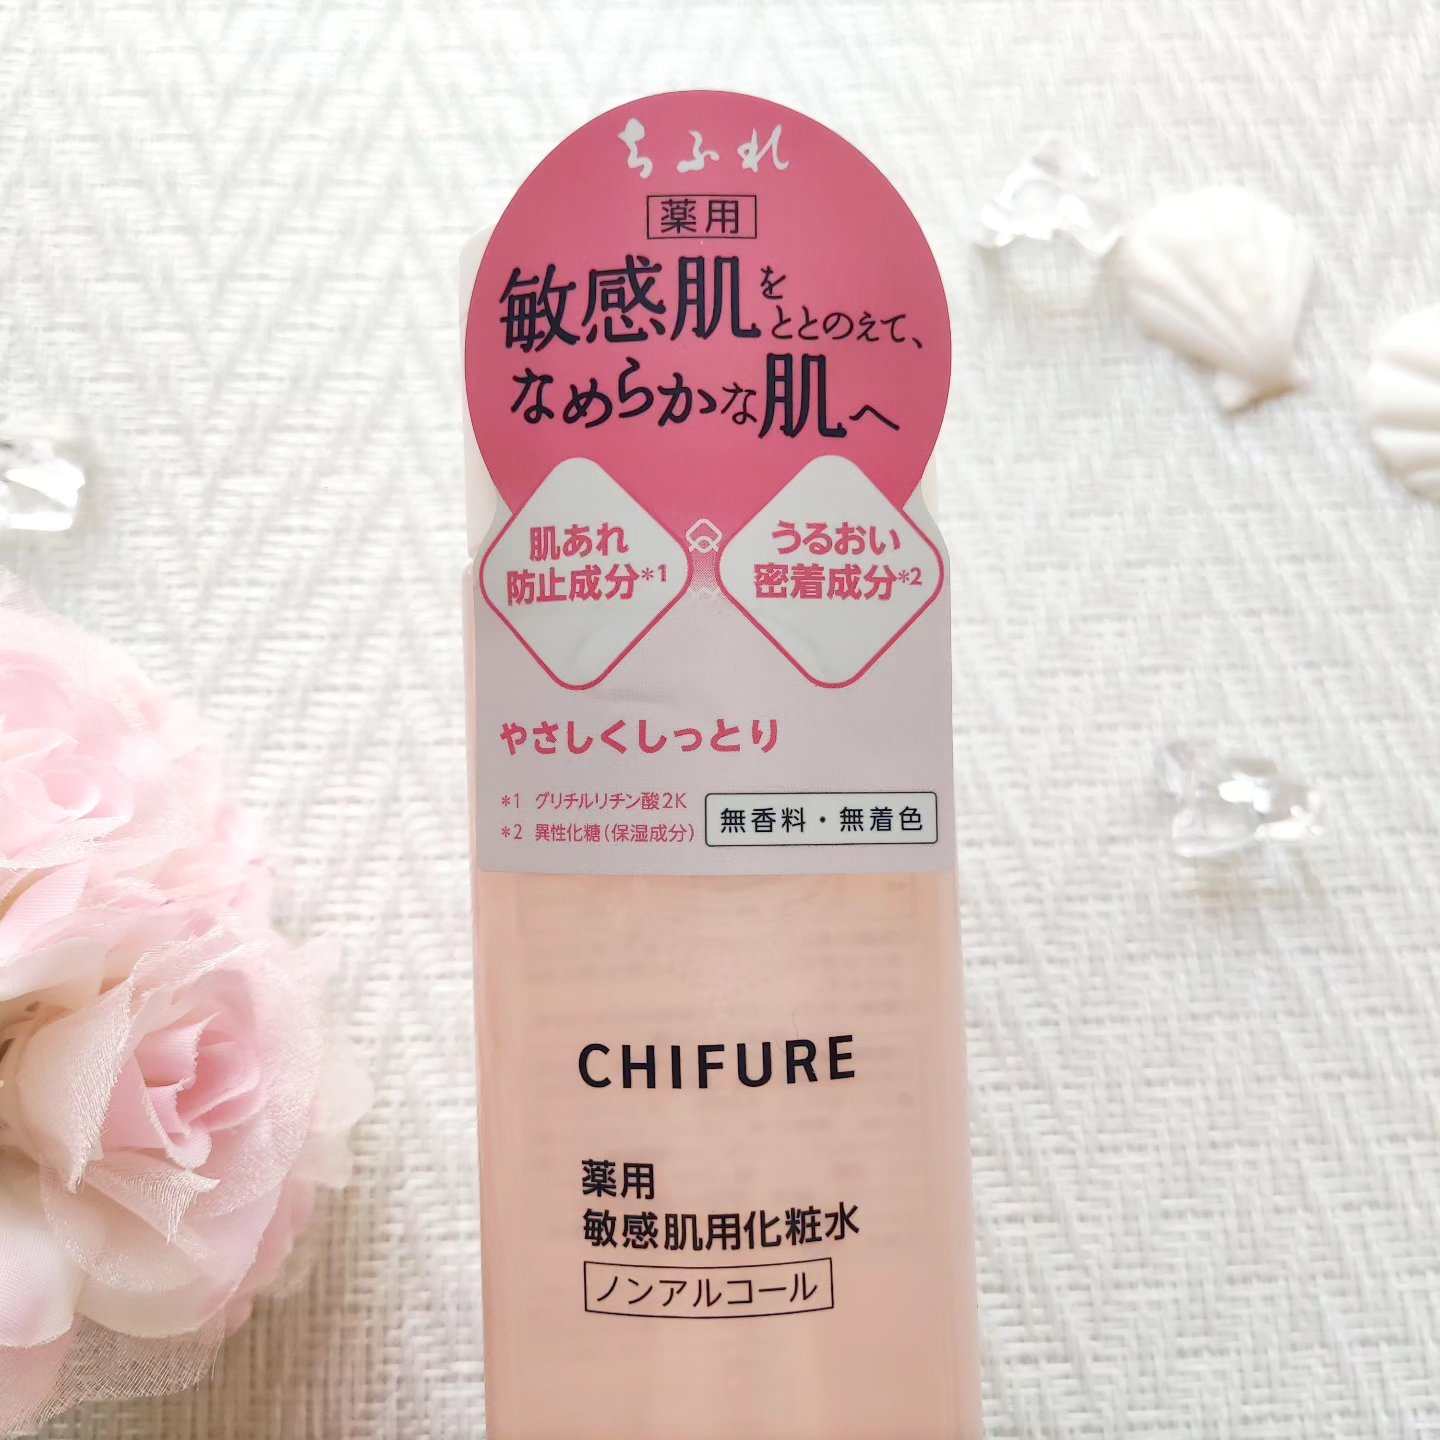 ちふれ
薬用
敏感肌を
ととのえて、
なめらかな肌へ
肌あれ
防止成分*1
うるおい
密着成分*2
やさしくしっとり
*1 グリチルリチン酸2K
*2 異性化糖(保湿成分)
無香料・無着色
CHIFURE
薬用
敏感肌用化粧水
ノンアルコール